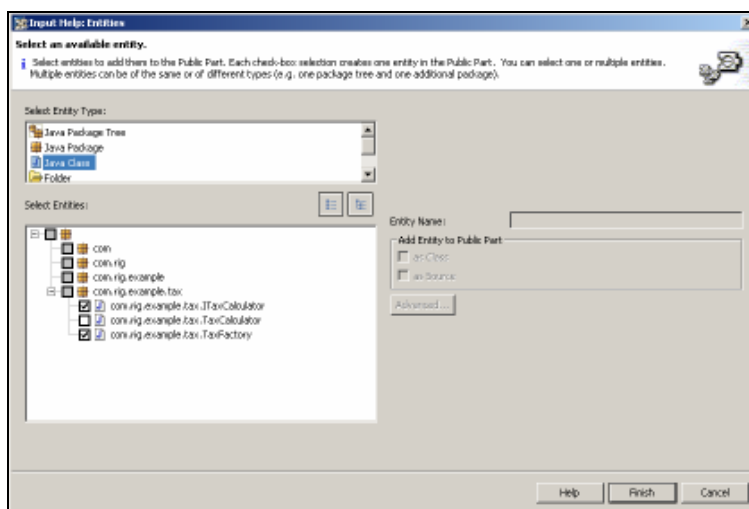 Input Help: Entities
Select an available entity.
Select entities to add them to the Public Part. Each check-box selection creates one entity in the Public Part. You can select one or multiple entities.
Multiple entities can be of the same or of different types (e.g. one package tree and one additional package).
Select Entity Type:
Java Package Tree
Java Package
Java Class
Folder
Select Entities:
Entity Name:
Add Entity to Public Part
as Class
as Source
Advanced...
com
com.rig
com.rig.example
com.rig.example.tax
com.rig.example.tax.ITaxCalculator
com.rig.example.tax.TaxCalculator
com.rig.example.tax.TaxFactory
Help
Finish
Cancel